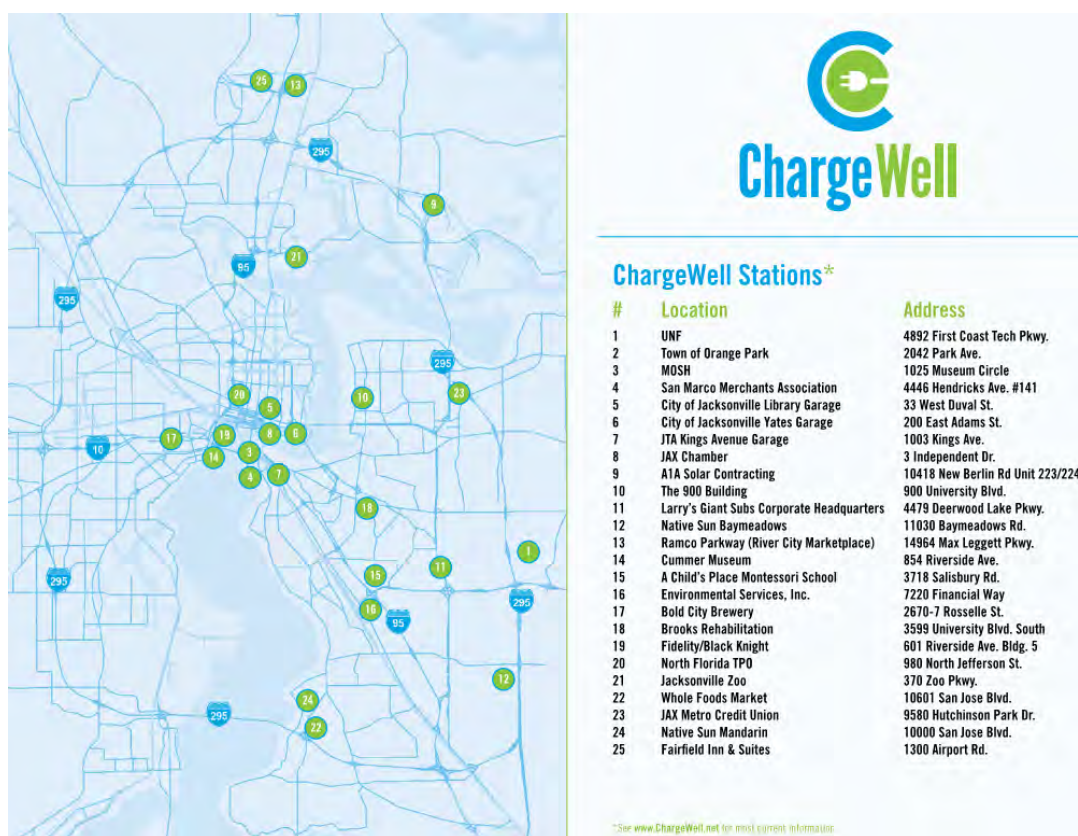 25
13
295
9
21
95
295
295
10
23
20
5
17
19
8
6
10
3
14
4
7
18
1
15
11
295
16
295
95
12
24
295
22
ChargeWell
ChargeWell Stations*
# Location Address
1 UNF 4892 First Coast Tech Pkwy.
2 Town of Orange Park 2042 Park Ave.
3 MOSH 1025 Museum Circle
4 San Marco Merchants Association 4446 Hendricks Ave. #141
5 City of Jacksonville Library Garage 33 West Duval St.
6 City of Jacksonville Yates Garage 200 East Adams St.
7 JTA Kings Avenue Garage 1003 Kings Ave.
8 JAX Chamber 3 Independent Dr.
9 A1A Solar Contracting 10418 New Berlin Rd Unit 223/224
10 The 900 Building 900 University Blvd.
11 Larry's Giant Subs Corporate Headquarters 4479 Deerwood Lake Pkwy.
12 Native Sun Baymeadows 11030 Baymeadows Rd.
13 Ramco Parkway (River City Marketplace) 14964 Max Leggett Pkwy.
14 Cummer Museum 854 Riverside Ave.
15 A Child's Place Montessori School 3718 Salisbury Rd.
16 Environmental Services, Inc. 7220 Financial Way
17 Bold City Brewery 2670-7 Rosselle St.
18 Brooks Rehabilitation 3599 University Blvd. South
19 Fidelity/Black Knight 601 Riverside Ave. Bldg. 5
20 North Florida TPO 980 North Jefferson St.
21 Jacksonville Zoo 370 Zoo Pkwy.
22 Whole Foods Market 10601 San Jose Blvd.
23 JAX Metro Credit Union 9580 Hutchinson Park Dr.
24 Native Sun Mandarin 10000 San Jose Blvd.
25 Fairfield Inn & Suites 1300 Airport Rd.
*See www.ChargeWell.net for most current information